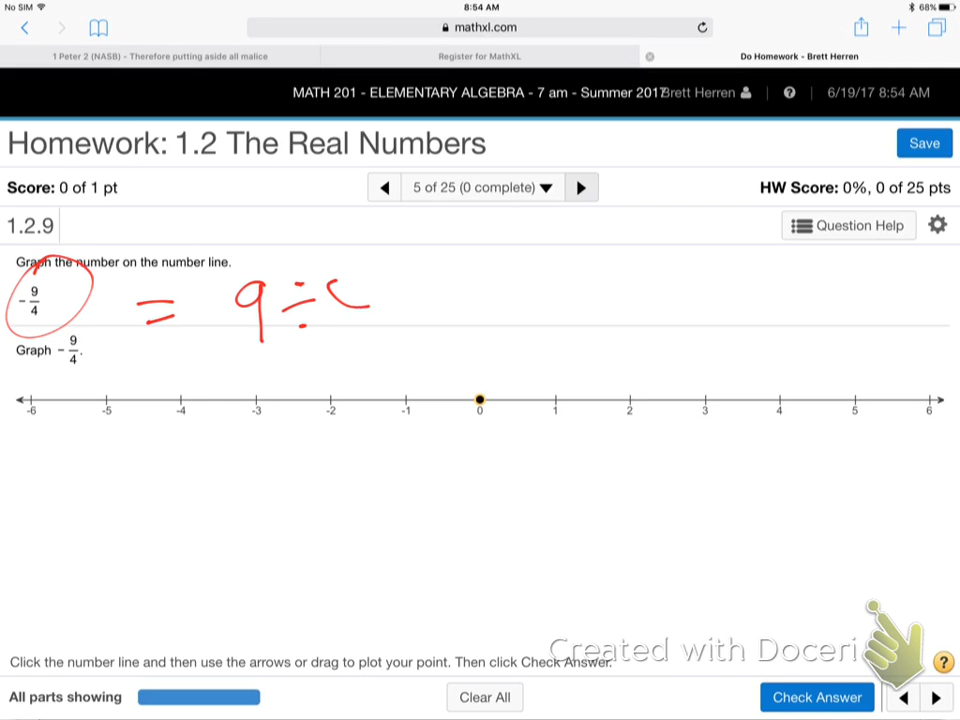 No SIM 8:54 AM 68%
mathxl.com
1 Peter 2 (NASB) - Therefore putting aside all malice Register for MathXL Do Homework - Brett Herren
MATH 201 - ELEMENTARY ALGEBRA - 7 am - Summer 2017 Brett Herren ? 6/19/17 8:54 AM
Homework: 1.2 The Real Numbers Save
Score: 0 of 1 pt 5 of 25 (0 complete) HW Score: 0%, 0 of 25 pts
1.2.9 Question Help
Graph the number on the number line.
-9/4 = 9 ÷
Graph -9/4.
-6 -5 -4 -3 -2 -1 0 1 2 3 4 5 6
Created with Doceri
Click the number line and then use the arrows or drag to plot your point. Then click Check Answer. ?
All parts showing Clear All Check Answer